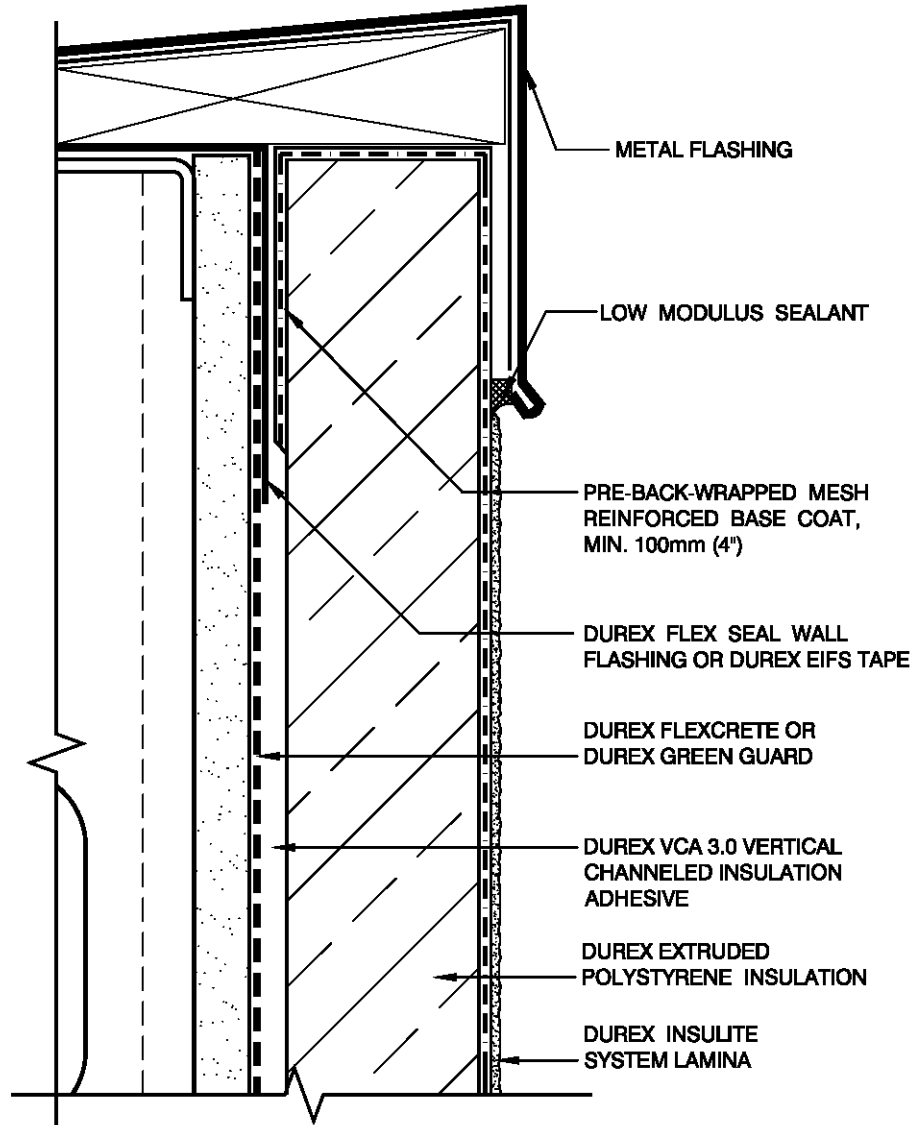 METAL FLASHING
LOW MODULUS SEALANT
PRE-BACK-WRAPPED MESH
REINFORCED BASE COAT,
MIN. 100mm (4")
DUREX FLEX SEAL WALL
FLASHING OR DUREX EIFS TAPE
DUREX FLEXCRETE OR
DUREX GREEN GUARD
DUREX VCA 3.0 VERTICAL
CHANNELED INSULATION
ADHESIVE
DUREX EXTRUDED
POLYSTYRENE INSULATION
DUREX INSULITE
SYSTEM LAMINA